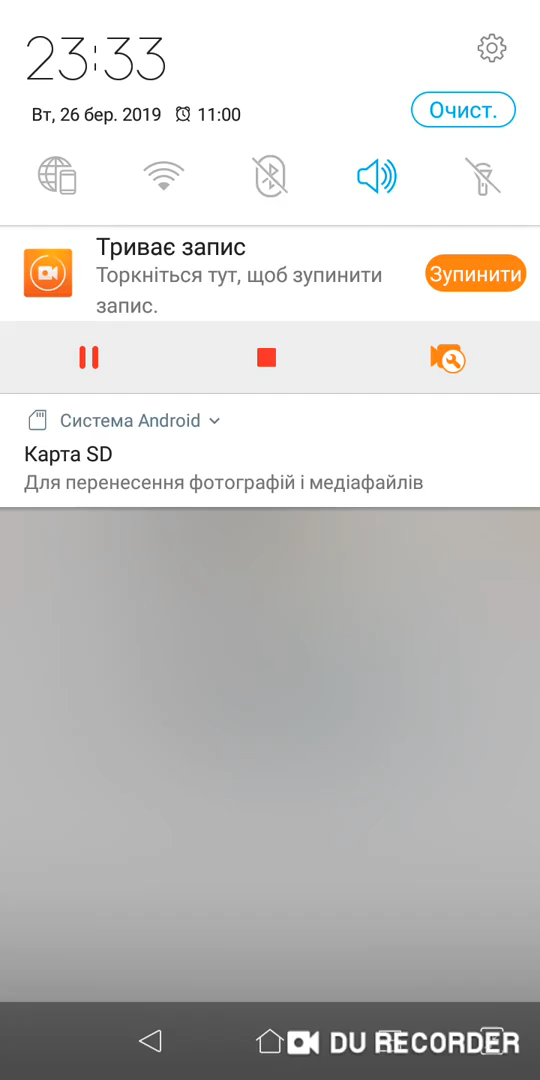 23:33
Вт, 26 бер. 2019 11:00
Очист.
Триває запис
Торкніться тут, щоб зупинити
запис.
Зупинити
Система Android
Карта SD
Для перенесення фотографій і медіафайлів
DU RECORDER